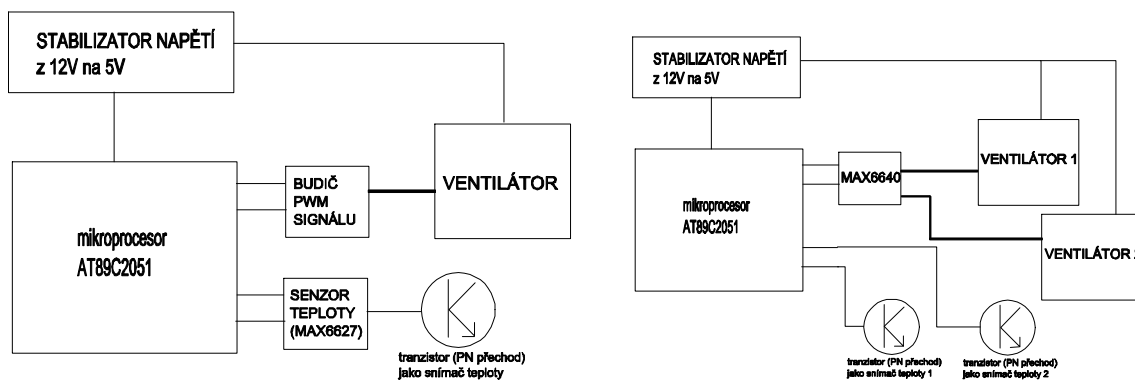 STABILIZATOR NAPĚTÍ
z 12V na 5V
mikroprocesor
AT89C2051
BUDIČ
PWM
SIGNÁLU
VENTILÁTOR
SENZOR
TEPLOTY
(MAX6627)
tranzistor (PN přechod)
jako snímač teploty
STABILIZATOR NAPĚTÍ
z 12V na 5V
mikroprocesor
AT89C2051
MAX6640
VENTILÁTOR 1
VENTILÁTOR 2
tranzistor (PN přechod)
jako snímač teploty 1
tranzistor (PN přechod)
jako snímač teploty 2